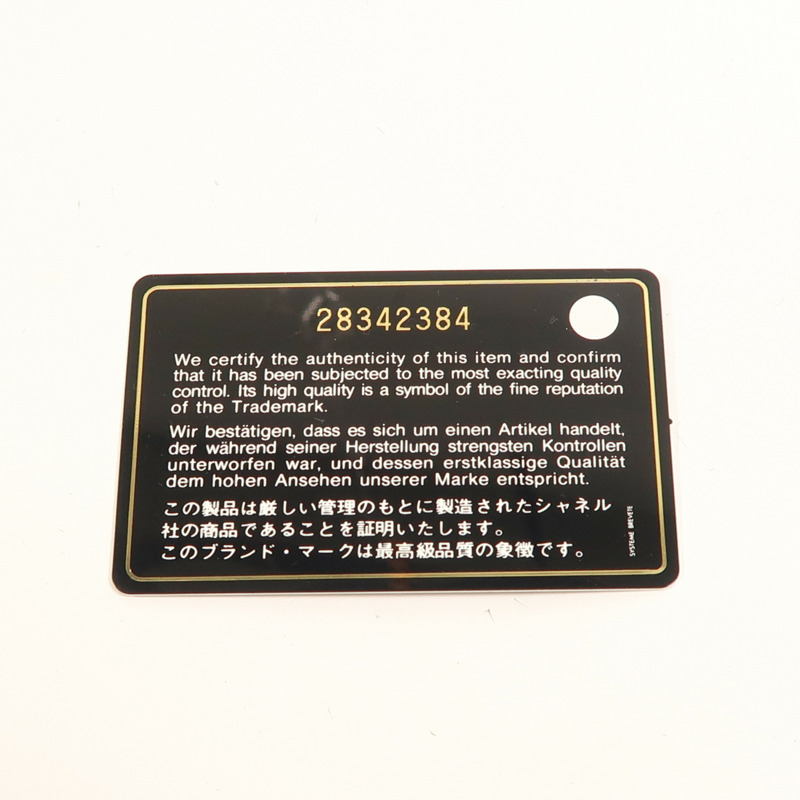 28342384
We certify the authenticity of this item and confirm
that it has been subjected to the most exacting quality
control. Its high quality is a symbol of the fine reputation
of the Trademark.
Wir bestätigen, dass es sich um einen Artikel handelt,
der während seiner Herstellung strengsten Kontrollen
unterworfen war, und dessen erstklassige Qualität
dem hohen Ansehen unserer Marke entspricht.
この製品は厳しい管理のもとに製造されたシャネル
社の商品であることを証明いたします。
このブランド・マークは最高級品質の象徴です。
SYSTEME BREVETE